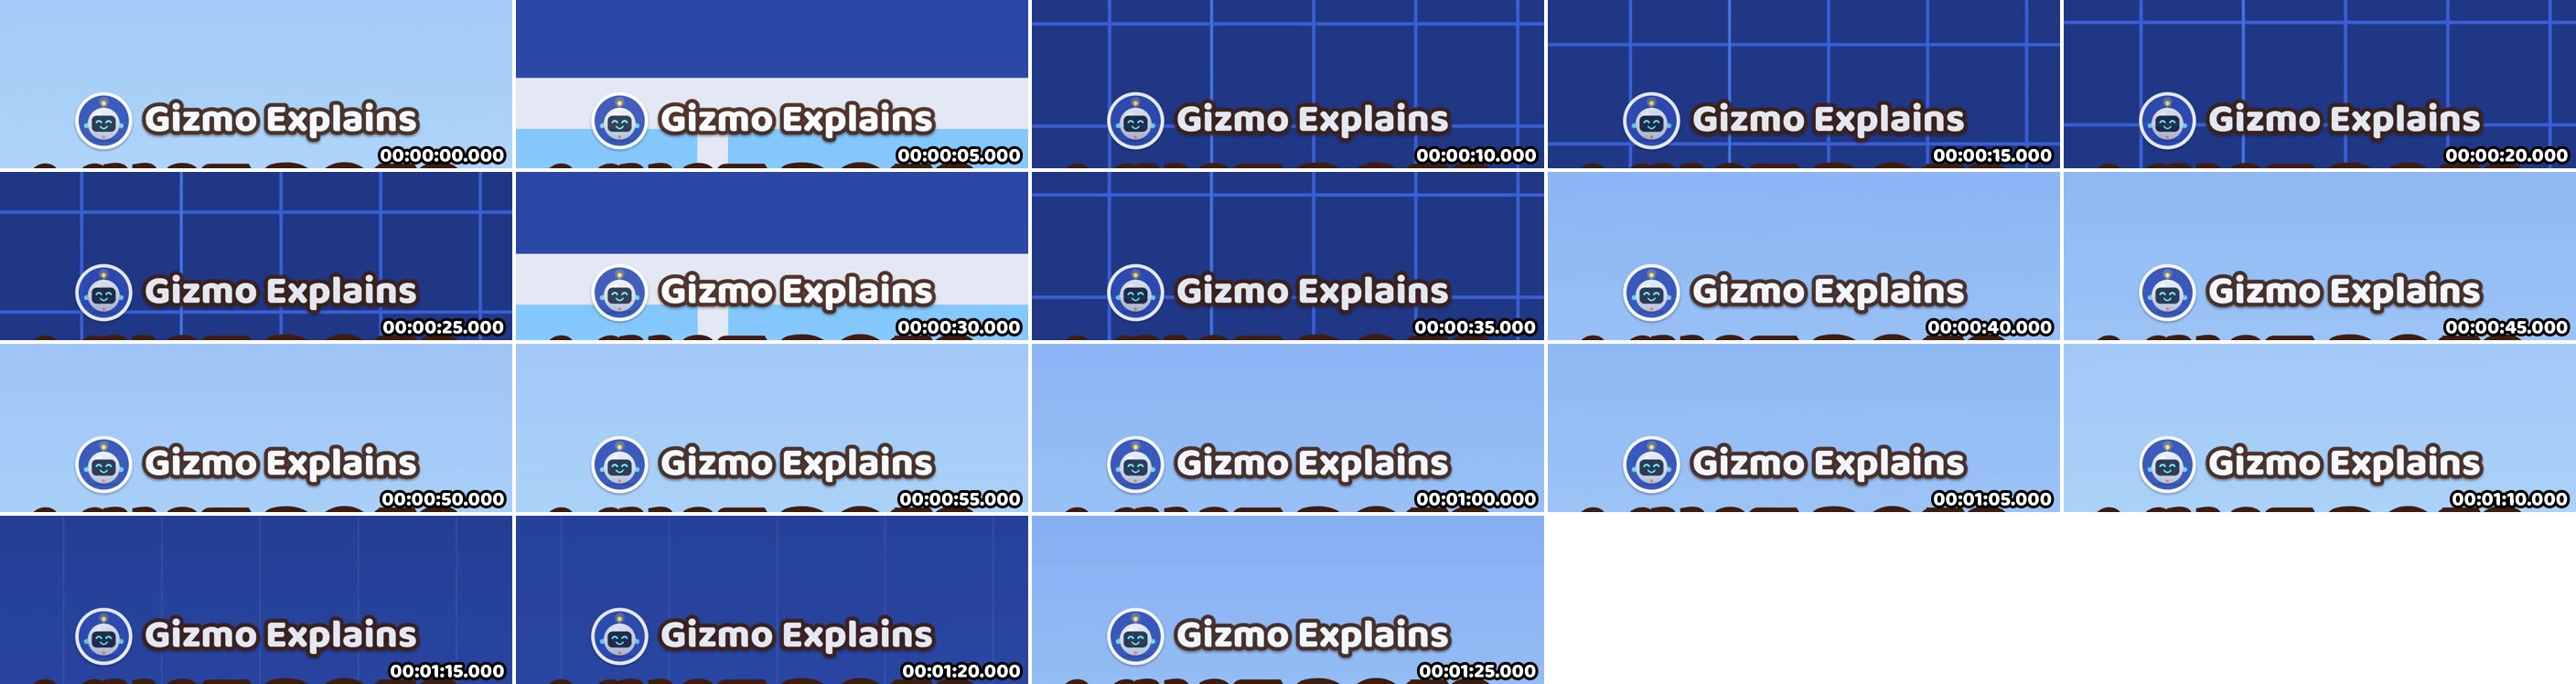 Gizmo Explains
00:00:00.000
Gizmo Explains
00:00:05.000
Gizmo Explains
00:00:10.000
Gizmo Explains
00:00:15.000
Gizmo Explains
00:00:20.000
Gizmo Explains
00:00:25.000
Gizmo Explains
00:00:30.000
Gizmo Explains
00:00:35.000
Gizmo Explains
00:00:40.000
Gizmo Explains
00:00:45.000
Gizmo Explains
00:00:50.000
Gizmo Explains
00:00:55.000
Gizmo Explains
00:01:00.000
Gizmo Explains
00:01:05.000
Gizmo Explains
00:01:10.000
Gizmo Explains
00:01:15.000
Gizmo Explains
00:01:20.000
Gizmo Explains
00:01:25.000